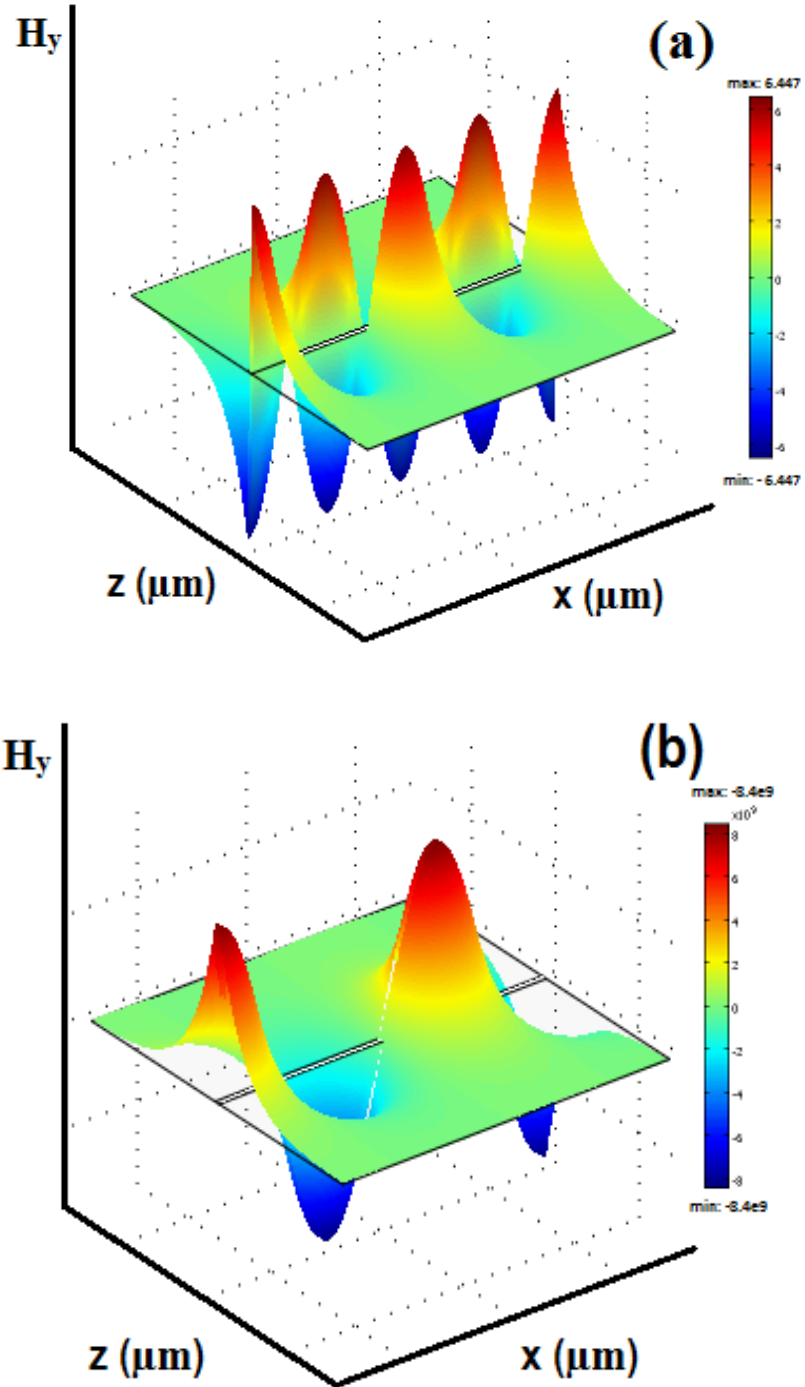 Hy
(a)
max: 6.447
6
4
2
0
-2
-4
-6
min: - 6.447
z (μm)
x (μm)
Hy
(b)
max: -8.4e9
x10⁹
8
6
4
2
0
-2
-4
-6
-8
min: -8.4e9
z (μm)
x (μm)